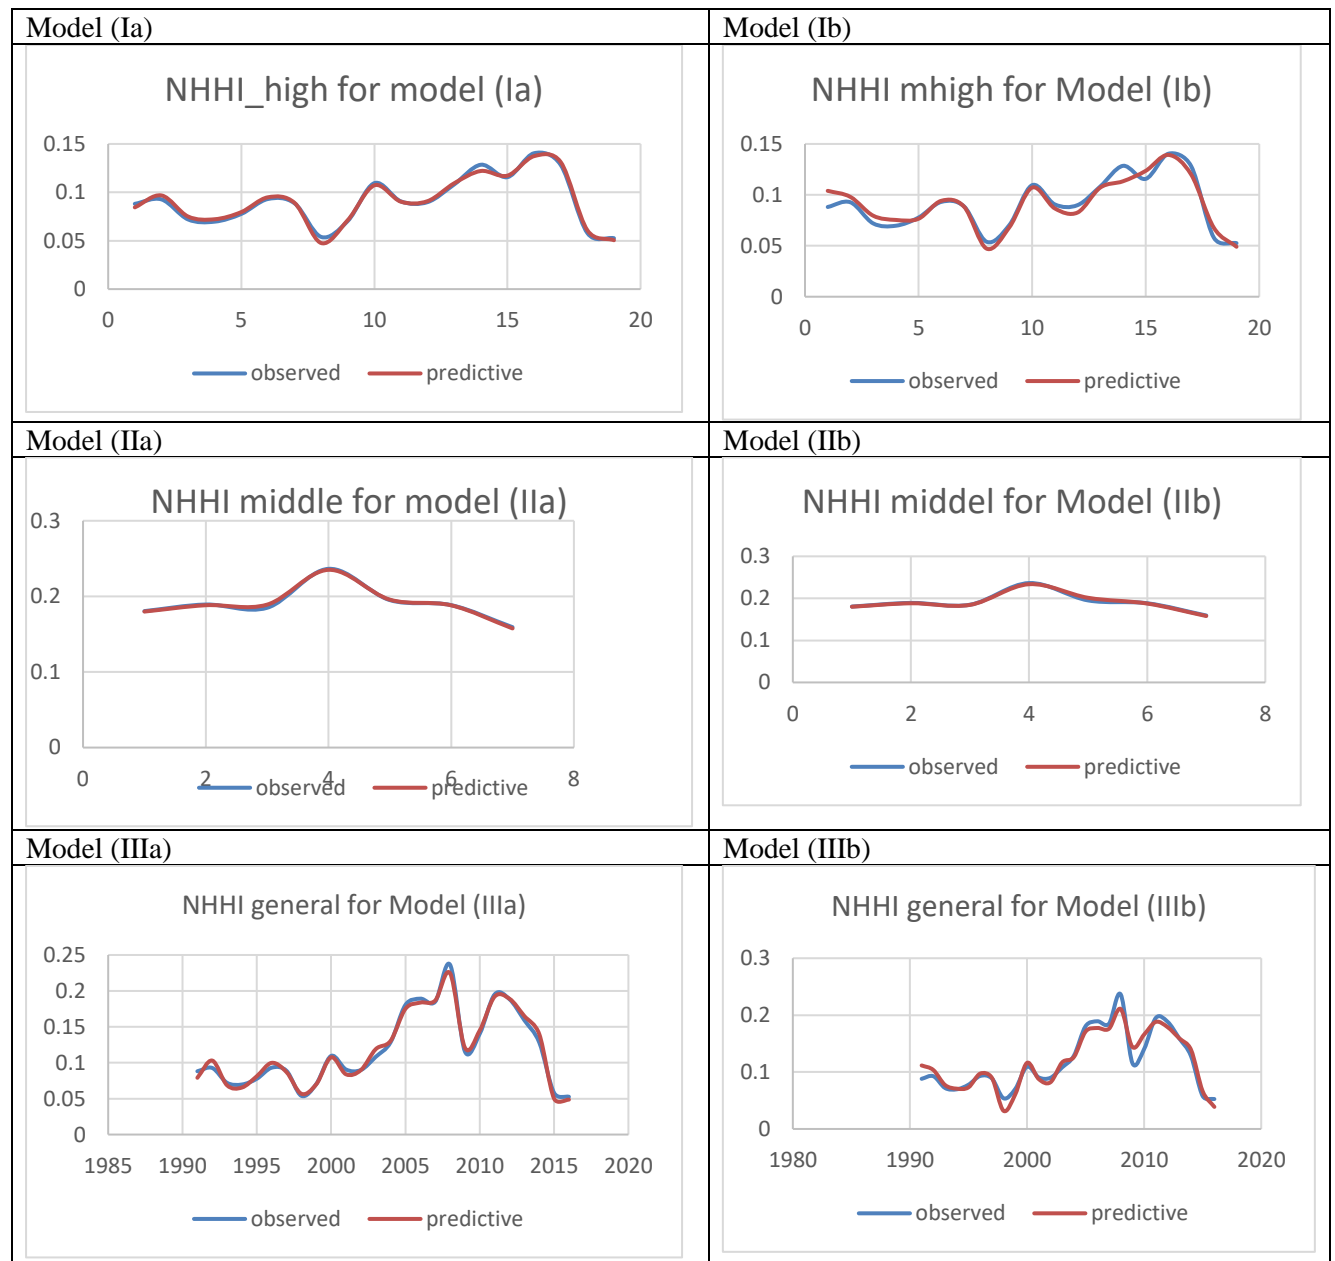 Model (Ia)
Model (Ib)
NHHI_high for model (Ia)
0.15
0.1
0.05
0
0 5 10 15 20
observed predictive
NHHI mhigh for Model (Ib)
0.15
0.1
0.05
0
0 5 10 15 20
observed predictive
Model (IIa)
Model (IIb)
NHHI middle for model (IIa)
0.3
0.2
0.1
0
0 2 4 6 8
observed predictive
NHHI middel for Model (IIb)
0.3
0.2
0.1
0
0 2 4 6 8
observed predictive
Model (IIIa)
Model (IIIb)
NHHI general for Model (IIIa)
0.25
0.2
0.15
0.1
0.05
0
1985 1990 1995 2000 2005 2010 2015 2020
observed predictive
NHHI general for Model (IIIb)
0.3
0.2
0.1
0
1980 1990 2000 2010 2020
observed predictive